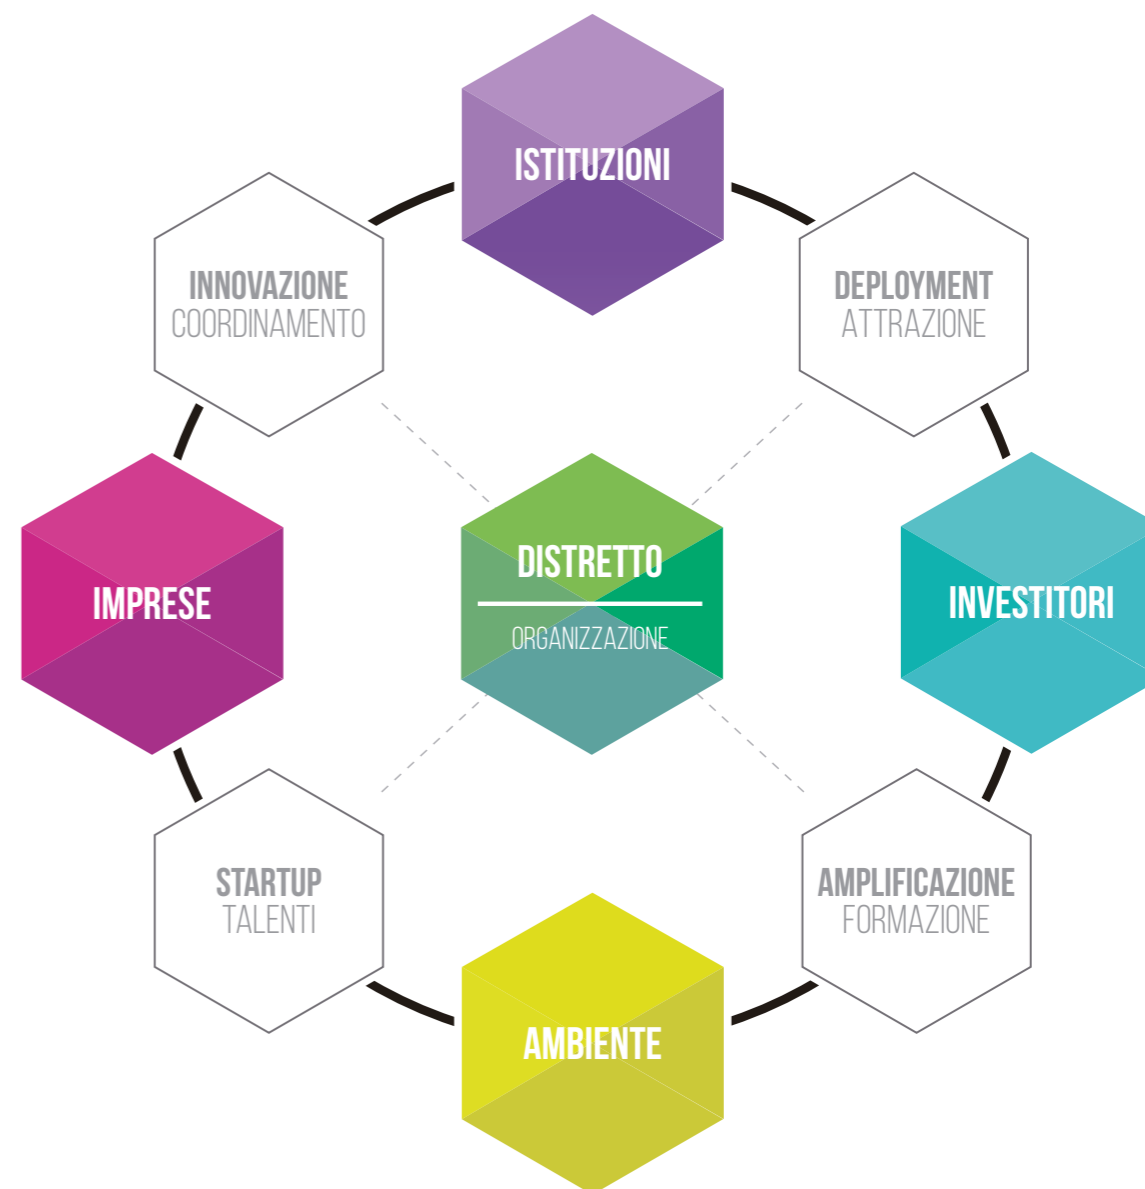 ISTITUZIONI
INNOVAZIONE
COORDINAMENTO
DEPLOYMENT
ATTRAZIONE
IMPRESE
DISTRETTO
ORGANIZZAZIONE
INVESTITORI
STARTUP
TALENTI
AMPLIFICAZIONE
FORMAZIONE
AMBIENTE